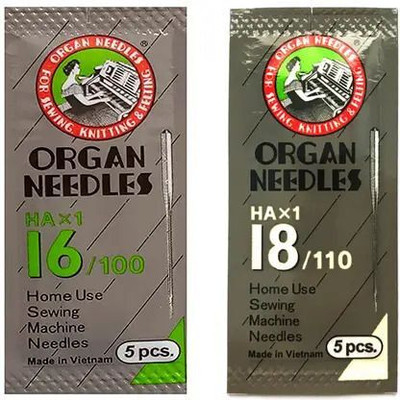 ORGAN NEEDLES
FOR SEWING, KNITTING & FELTING
®
ORGAN
NEEDLES
HA×1
16/100
Home Use
Sewing
Machine
Needles
Made in Vietnam
5 pcs.
ORGAN NEEDLES
FOR SEWING, KNITTING & FELTING
®
ORGAN
NEEDLES
HA×1
18/110
Home Use
Sewing
Machine
Needles
Made in Vietnam
5 pcs.